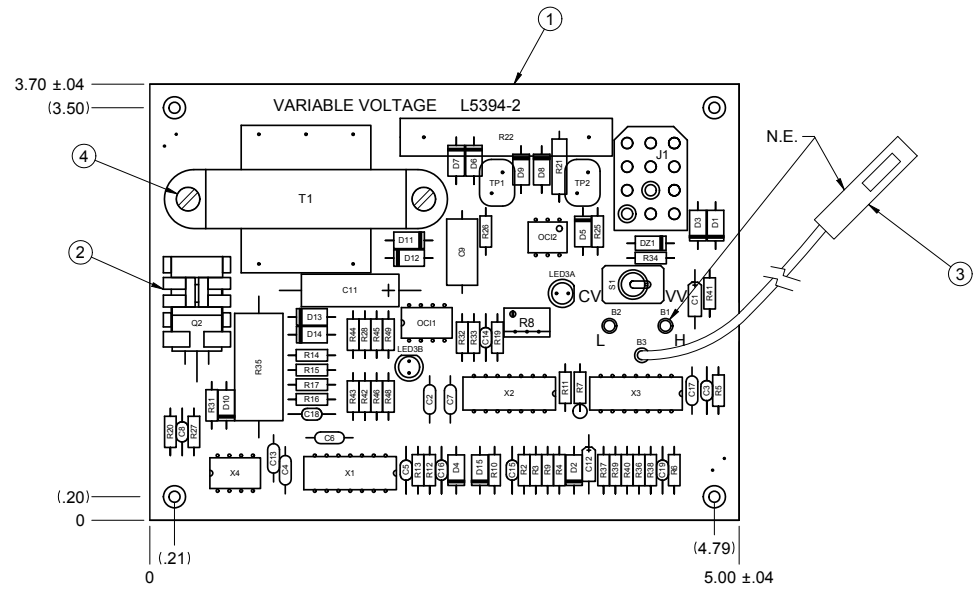 1
3.70 ±.04
(3.50)
VARIABLE VOLTAGE L5394-2
R22
N.E.
J1
4
D7
D6
D9
D8
R21
TP1
TP2
T1
R26
D5
R25
D3
D1
OCI2
D11
D12
C9
DZ1
R34
3
2
LED3A
S1
CV
VV
C1
R41
C11
Q2
D13
D14
R44
R28
R45
R49
OCI1
R32
R33
C14
R19
R8
B2
B1
L
H
B3
R35
LED3B
R14
R15
R17
R16
C18
R43
R42
R46
R48
C2
C7
X2
R11
R7
X3
C17
C3
R5
R31
D10
R20
C8
R27
C6
X4
C13
C4
X1
C5
R13
R12
C16
D4
D15
R10
C15
R2
R3
R9
R4
D2
C12
R37
R39
R40
R36
R38
C19
R6
(.20)
0
(.21)
(4.79)
0
5.00 ±.04